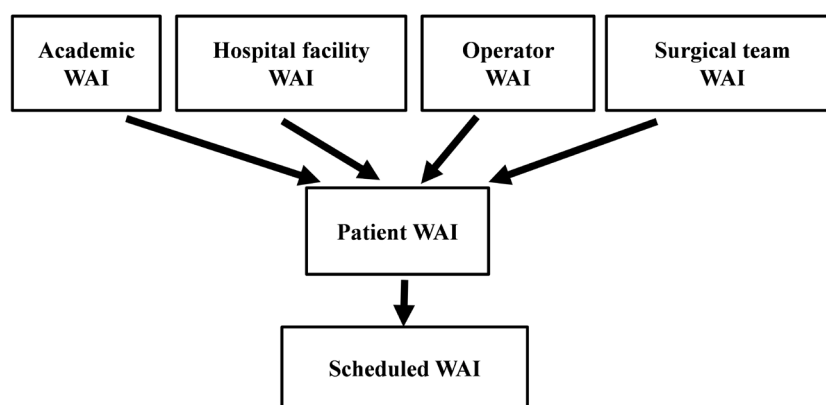 Academic
WAI
Hospital facility
WAI
Operator
WAI
Surgical team
WAI
Patient WAI
Scheduled WAI